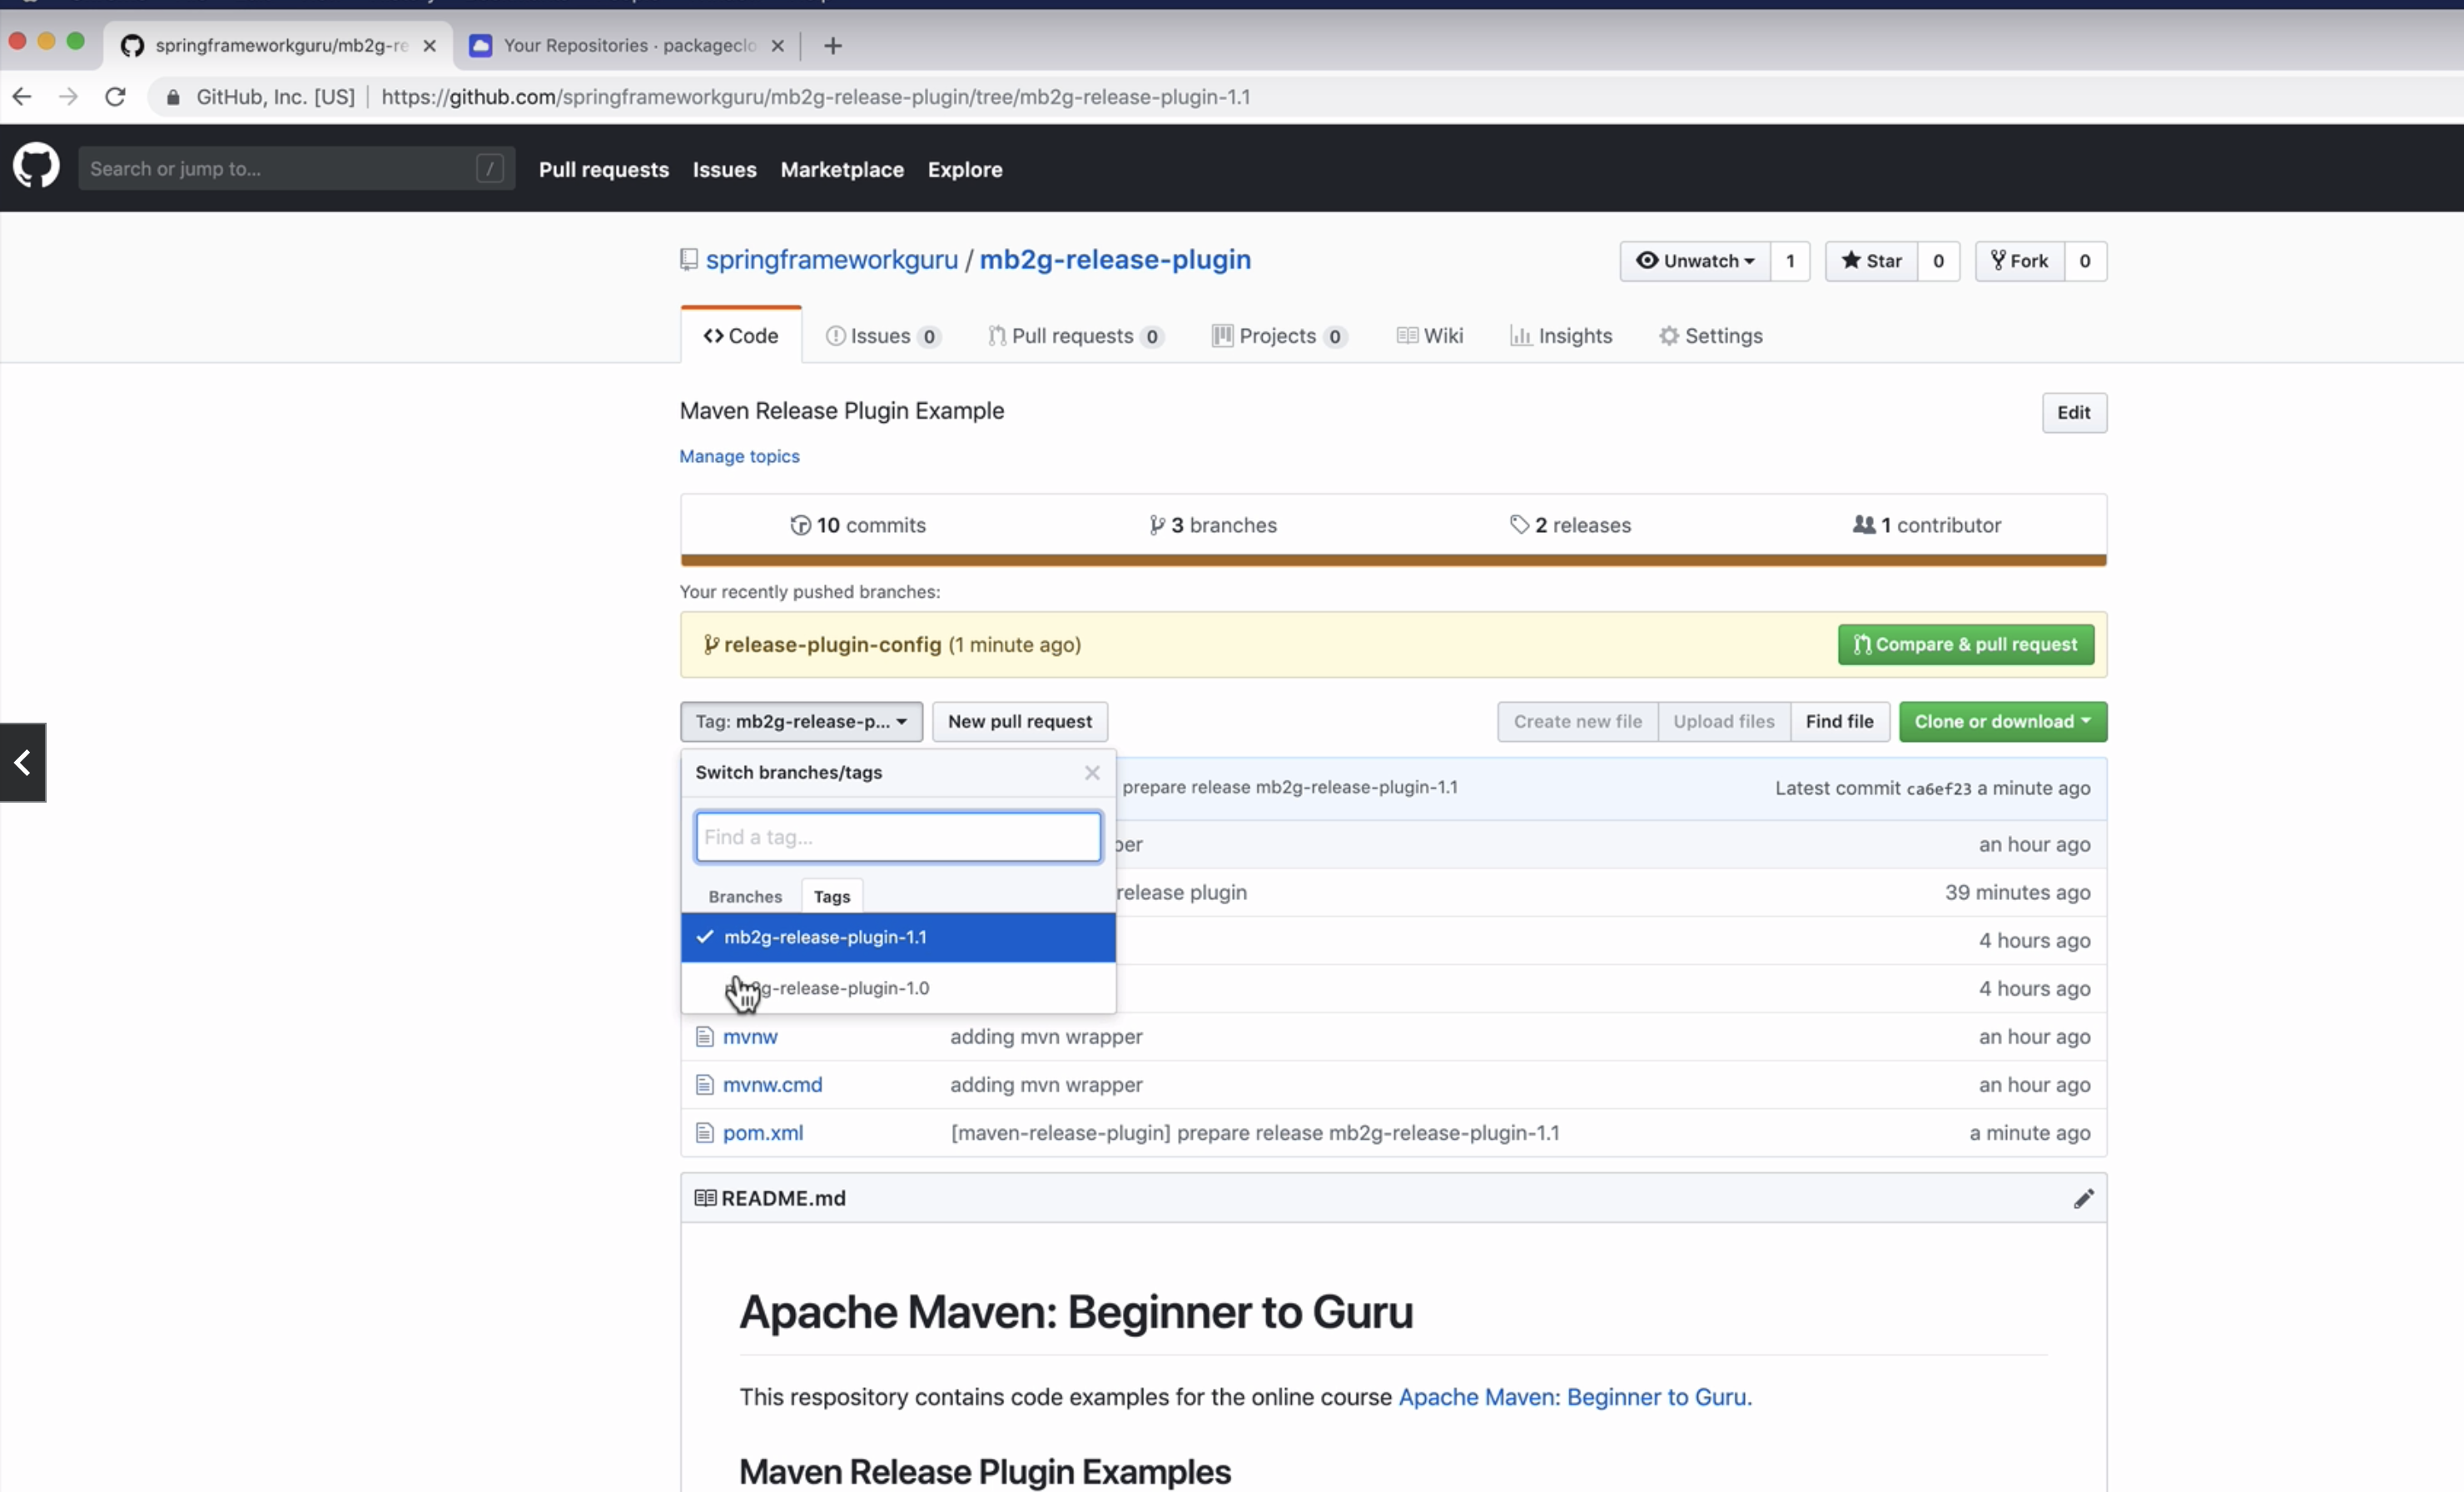 springframeworkguru/mb2g-re
Your Repositories · packageclo
GitHub, Inc. [US] | https://github.com/springframeworkguru/mb2g-release-plugin/tree/mb2g-release-plugin-1.1
Search or jump to... /
Pull requests Issues Marketplace Explore
springframeworkguru / mb2g-release-plugin
Unwatch 1 Star 0 Fork 0
Code Issues 0 Pull requests 0 Projects 0 Wiki Insights Settings
Maven Release Plugin Example
Edit
Manage topics
10 commits 3 branches 2 releases 1 contributor
Your recently pushed branches:
release-plugin-config (1 minute ago) Compare & pull request
Tag: mb2g-release-p... New pull request Create new file Upload files Find file Clone or download
Switch branches/tags
prepare release mb2g-release-plugin-1.1 Latest commit ca6ef23 a minute ago
Find a tag...
per an hour ago
Branches Tags
release plugin 39 minutes ago
mb2g-release-plugin-1.1 4 hours ago
g-release-plugin-1.0 4 hours ago
mvnw adding mvn wrapper an hour ago
mvnw.cmd adding mvn wrapper an hour ago
pom.xml [maven-release-plugin] prepare release mb2g-release-plugin-1.1 a minute ago
README.md
Apache Maven: Beginner to Guru
This respository contains code examples for the online course Apache Maven: Beginner to Guru.
Maven Release Plugin Examples